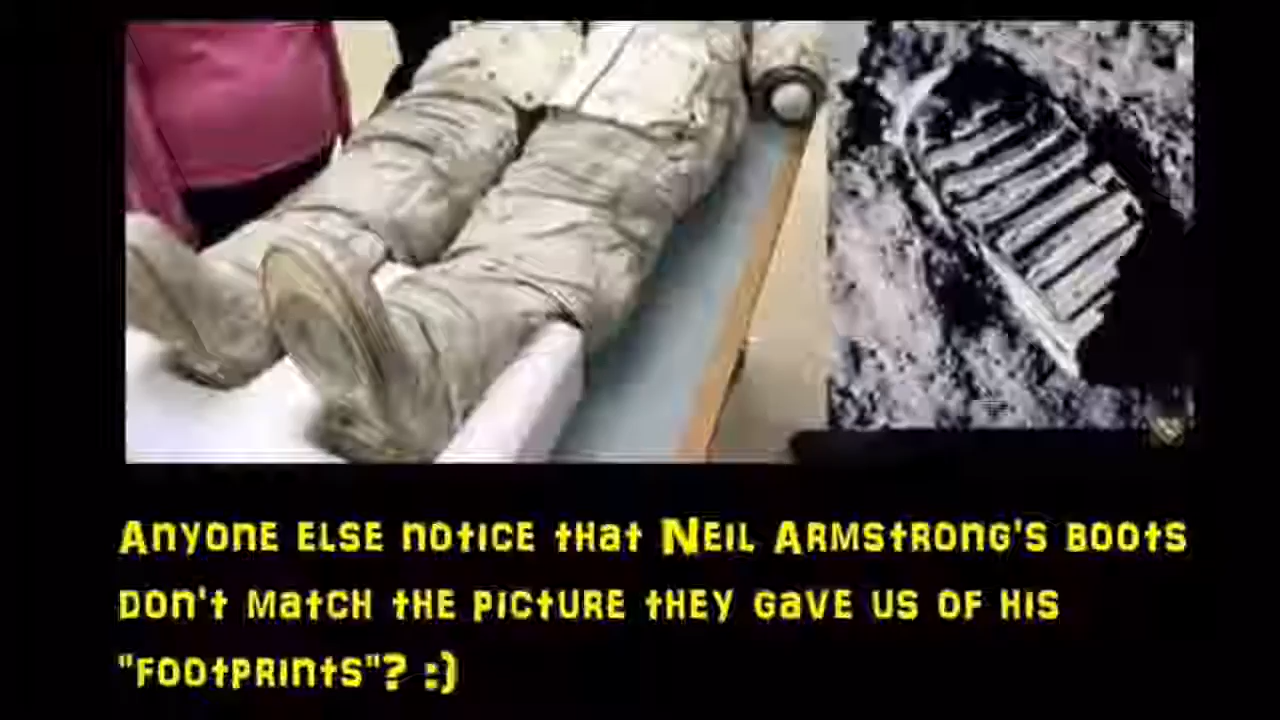 Anyone else notice that Neil Armstrong's boots
don't match the picture they gave us of his
"footprints"? :)